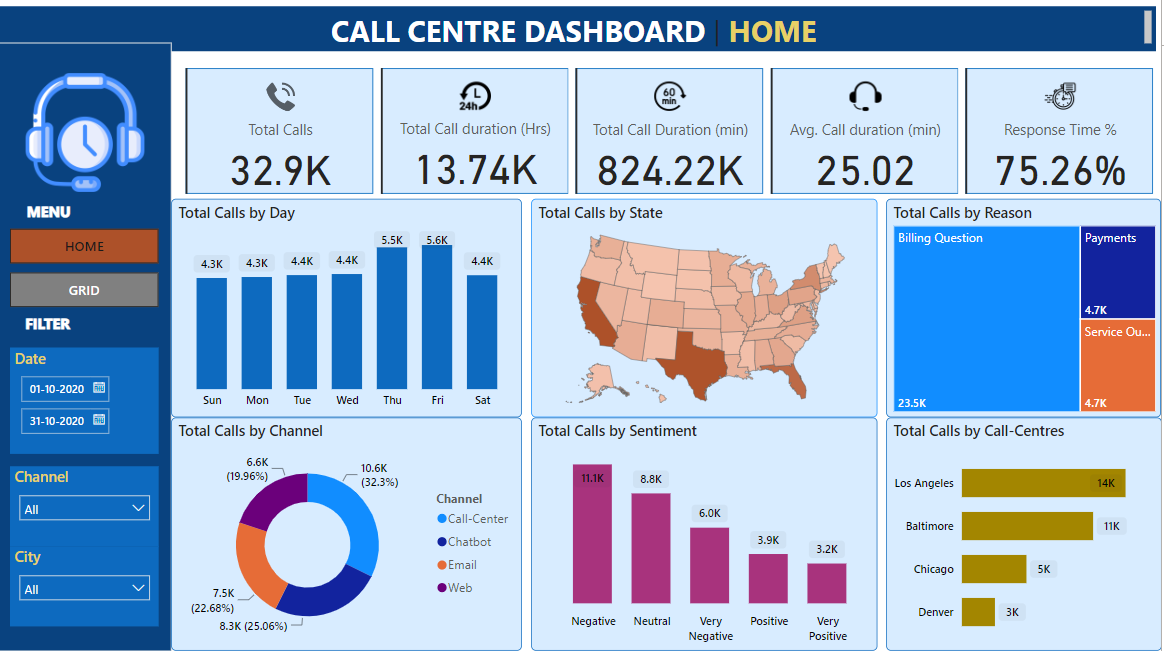 CALL CENTRE DASHBOARD | HOME
MENU
HOME
GRID
FILTER
Date
01-10-2020
31-10-2020
Channel
All
City
All
Total Calls
32.9K
24h
Total Call duration (Hrs)
13.74K
60
min
Total Call Duration (min)
824.22K
Avg. Call duration (min)
25.02
Response Time %
75.26%
Total Calls by Day
4.3K 4.3K 4.4K 4.4K 5.5K 5.6K 4.4K
Sun Mon Tue Wed Thu Fri Sat
Total Calls by State
Total Calls by Reason
Billing Question
23.5K
Payments
4.7K
Service Ou...
4.7K
Total Calls by Channel
6.6K
(19.96%)
10.6K
(32.3%)
7.5K
(22.68%)
8.3K (25.06%)
Channel
Call-Center
Chatbot
Email
Web
Total Calls by Sentiment
11.1K 8.8K 6.0K 3.9K 3.2K
Negative Neutral Very Negative Positive Very Positive
Total Calls by Call-Centres
Los Angeles 14K
Baltimore 11K
Chicago 5K
Denver 3K